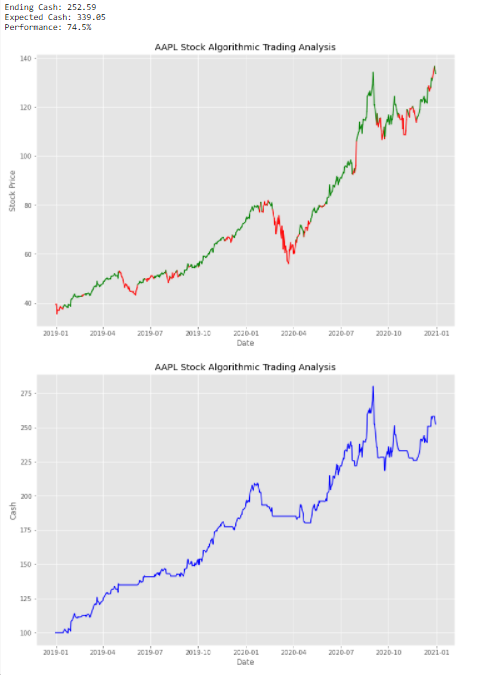 Ending Cash: 252.59
Expected Cash: 339.05
Performance: 74.5%
AAPL Stock Algorithmic Trading Analysis
140
120
100
80
60
40
Stock Price
2019-01 2019-04 2019-07 2019-10 2020-01 2020-04 2020-07 2020-10 2021-01
Date
AAPL Stock Algorithmic Trading Analysis
275
250
225
200
175
150
125
100
Cash
2019-01 2019-04 2019-07 2019-10 2020-01 2020-04 2020-07 2020-10 2021-01
Date